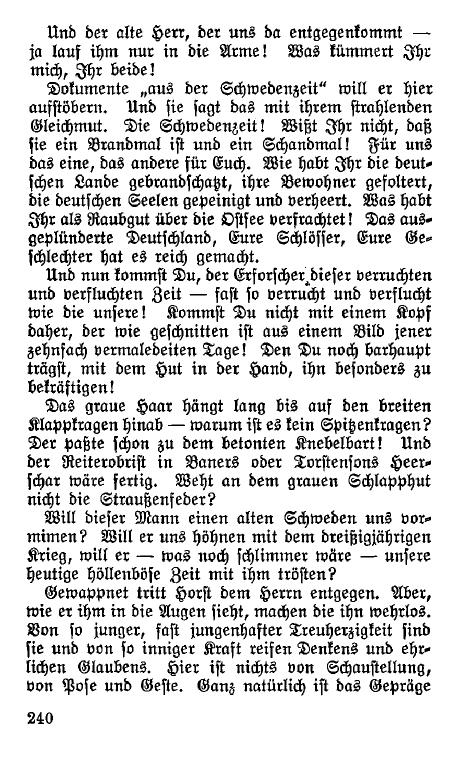 Und der alte Herr, der uns da entgegenkommt —
ja lauf ihm nur in die Arme! Was kümmert Ihr
mich, Ihr beide!
Dokumente „aus der Schwedenzeit“ will er hier
aufstöbern. Und sie sagt das mit ihrem strahlenden
Gleichmut. Die Schwedenzeit! Wißt Ihr nicht, daß
sie ein Brandmal ist und ein Schandmal! Für uns
das eine, das andere für Euch. Wie habt Ihr die deut-
schen Lande gebrandschatzt, ihre Bewohner gefoltert,
die deutschen Seelen gepeinigt und verheert. Was habt
Ihr als Raubgut über die Ostsee verfrachtet! Das aus-
geplünderte Deutschland, Eure Schlösser, Eure Ge-
schlechter hat es reich gemacht.
Und nun kommst Du, der Erforscher dieser verruchten
und verfluchten Zeit — fast so verrucht und verflucht
wie die unsere! Kommst Du nicht mit einem Kopf
daher, der wie geschnitten ist aus einem Bild jener
zehnfach vermaledeiten Tage! Den Du noch barhaupt
trägst, mit dem Hut in der Hand, ihn besonders zu
bekräftigen!
Das graue Haar hängt lang bis auf den breiten
Klappkragen hinab — warum ist es kein Spitzenkragen?
Der paßte schon zu dem betonten Knebelbart! Und
der Reiterobrist in Baners oder Torstensons Heer-
schar wäre fertig. Weht an dem grauen Schlapphut
nicht die Straußenfeder?
Will dieser Mann einen alten Schweden uns vor-
mimen? Will er uns höhnen mit dem dreißigjährigen
Krieg, will er — was noch schlimmer wäre — unsere
heutige höllenböse Zeit mit ihm trösten?
Gewappnet tritt Horst dem Herrn entgegen. Aber,
wie er ihm in die Augen sieht, machen die ihn wehrlos.
Von so junger, fast jungenhafter Treuherzigkeit sind
sie und von so inniger Kraft reifen Denkens und ehr-
lichen Glaubens. Hier ist nichts von Schaustellung,
von Pose und Geste. Ganz natürlich ist das Gepräge
240